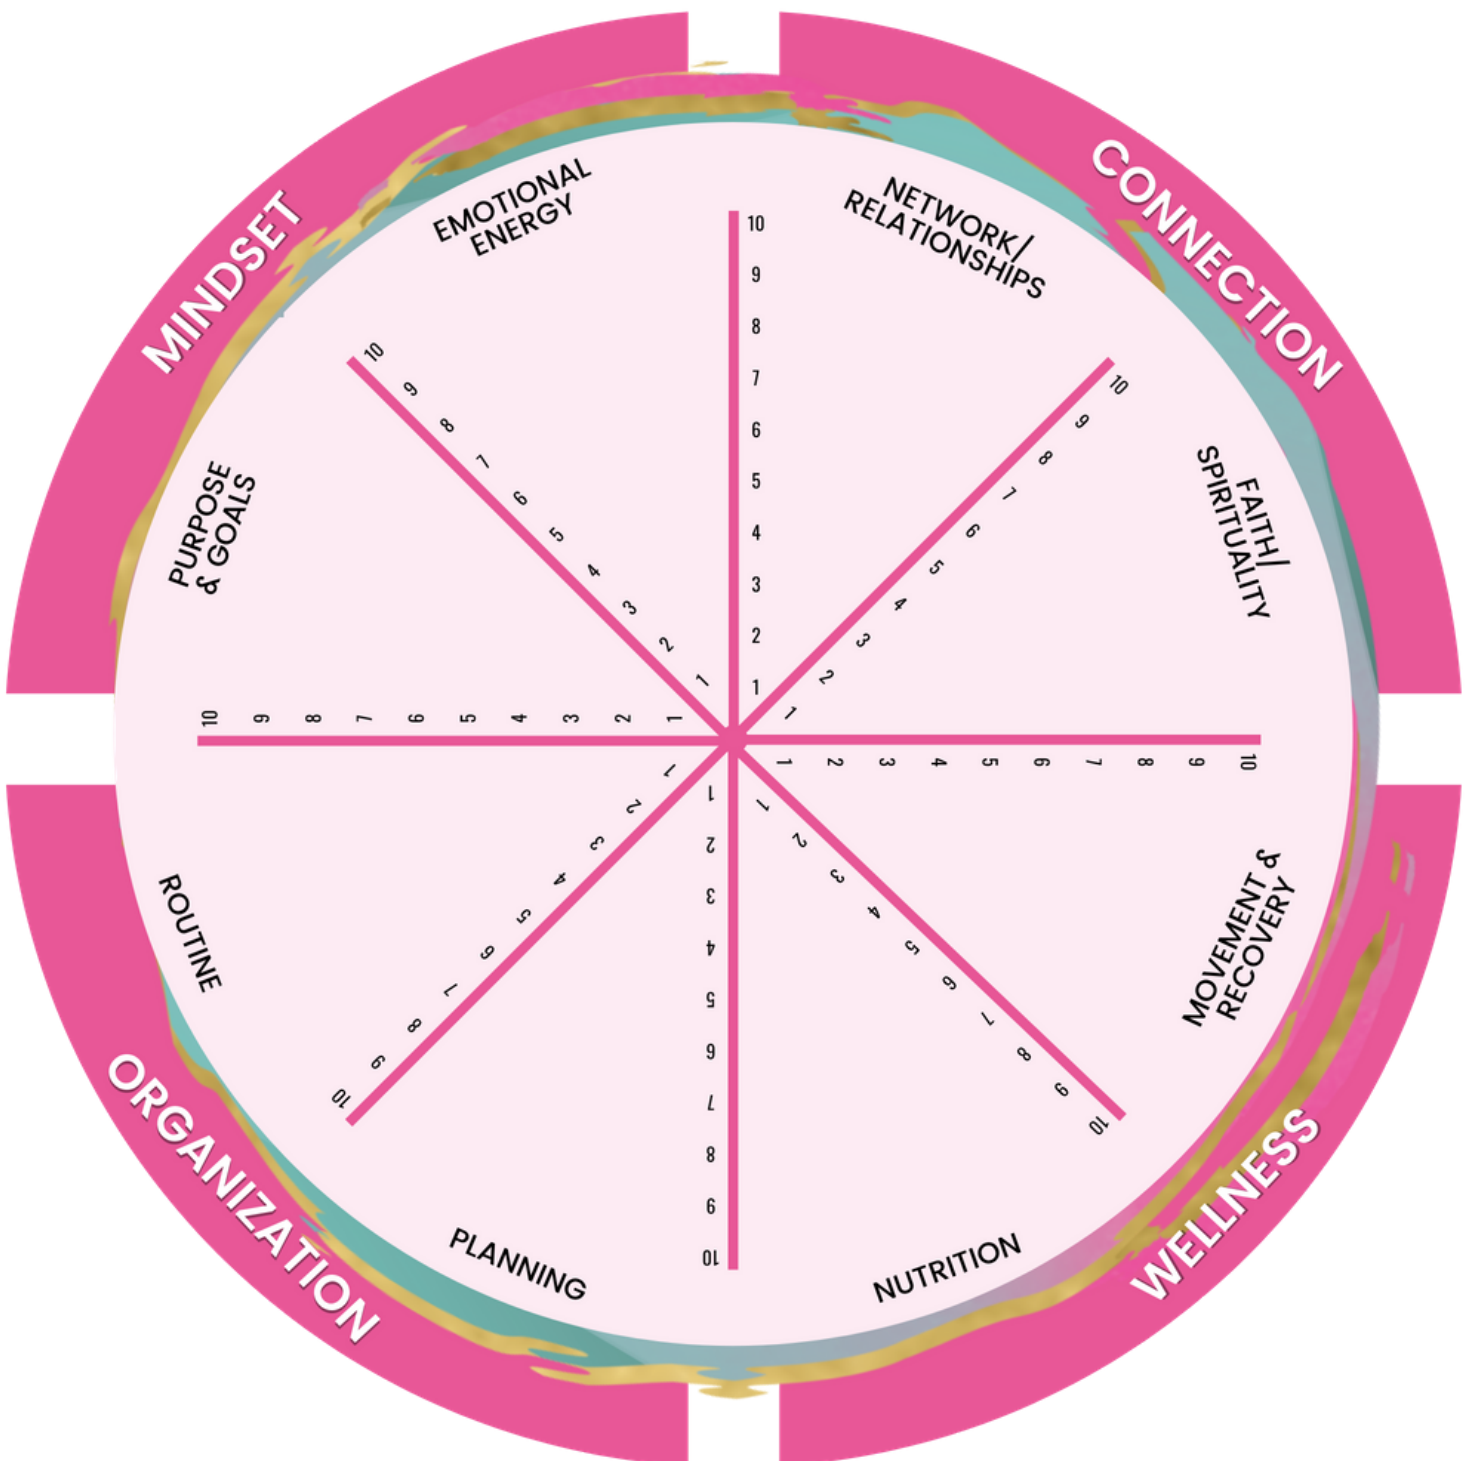 MINDSET
EMOTIONAL
ENERGY
PURPOSE
& GOALS
CONNECTION
NETWORK/
RELATIONSHIPS
FAITH/
SPIRITUALITY
WELLNESS
MOVEMENT &
RECOVERY
NUTRITION
ORGANIZATION
PLANNING
ROUTINE
10 9 8 7 6 5 4 3 2 1
10 9 8 7 6 5 4 3 2 1
1 2 3 4 5 6 7 8 9 10
1 2 3 4 5 6 7 8 9 10
1 2 3 4 5 6 7 8 9 10
1 2 3 4 5 6 7 8 9 10
10 9 8 7 6 5 4 3 2 1
10 9 8 7 6 5 4 3 2 1